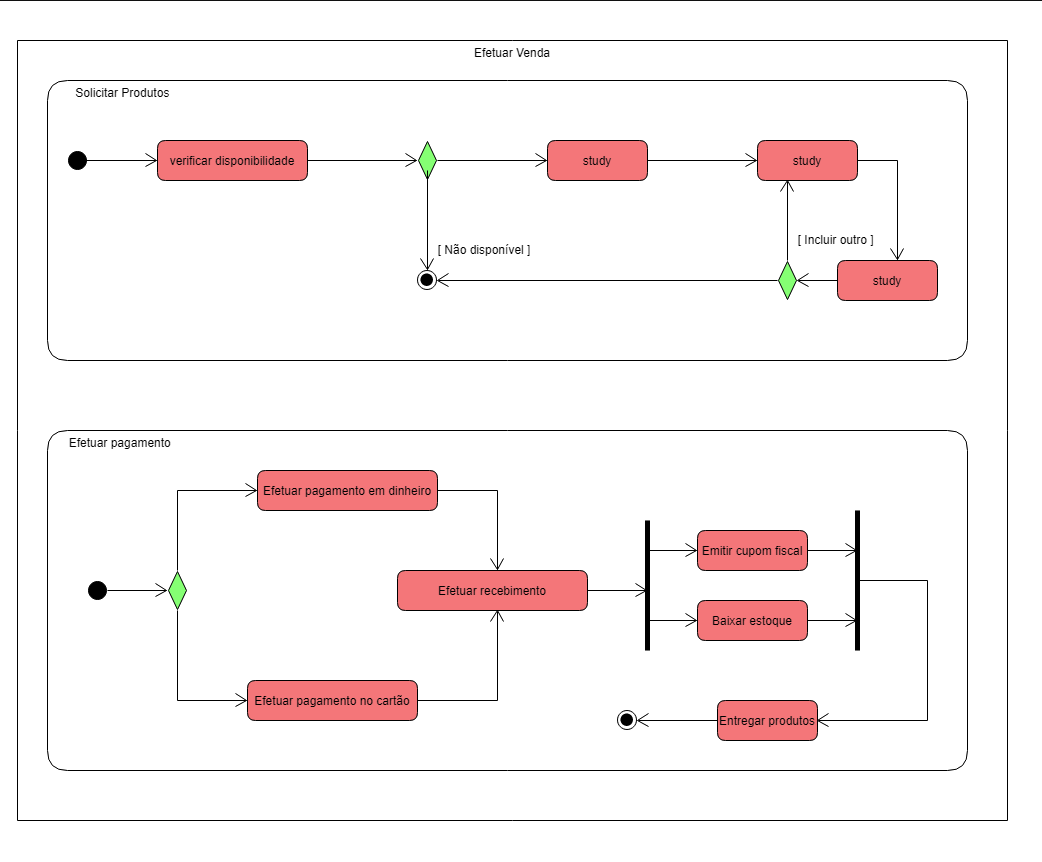 Efetuar Venda
Solicitar Produtos
verificar disponibilidade
study
study
[ Não disponível ]
[ Incluir outro ]
study
Efetuar pagamento
Efetuar pagamento em dinheiro
Efetuar recebimento
Emitir cupom fiscal
Baixar estoque
Efetuar pagamento no cartão
Entregar produtos